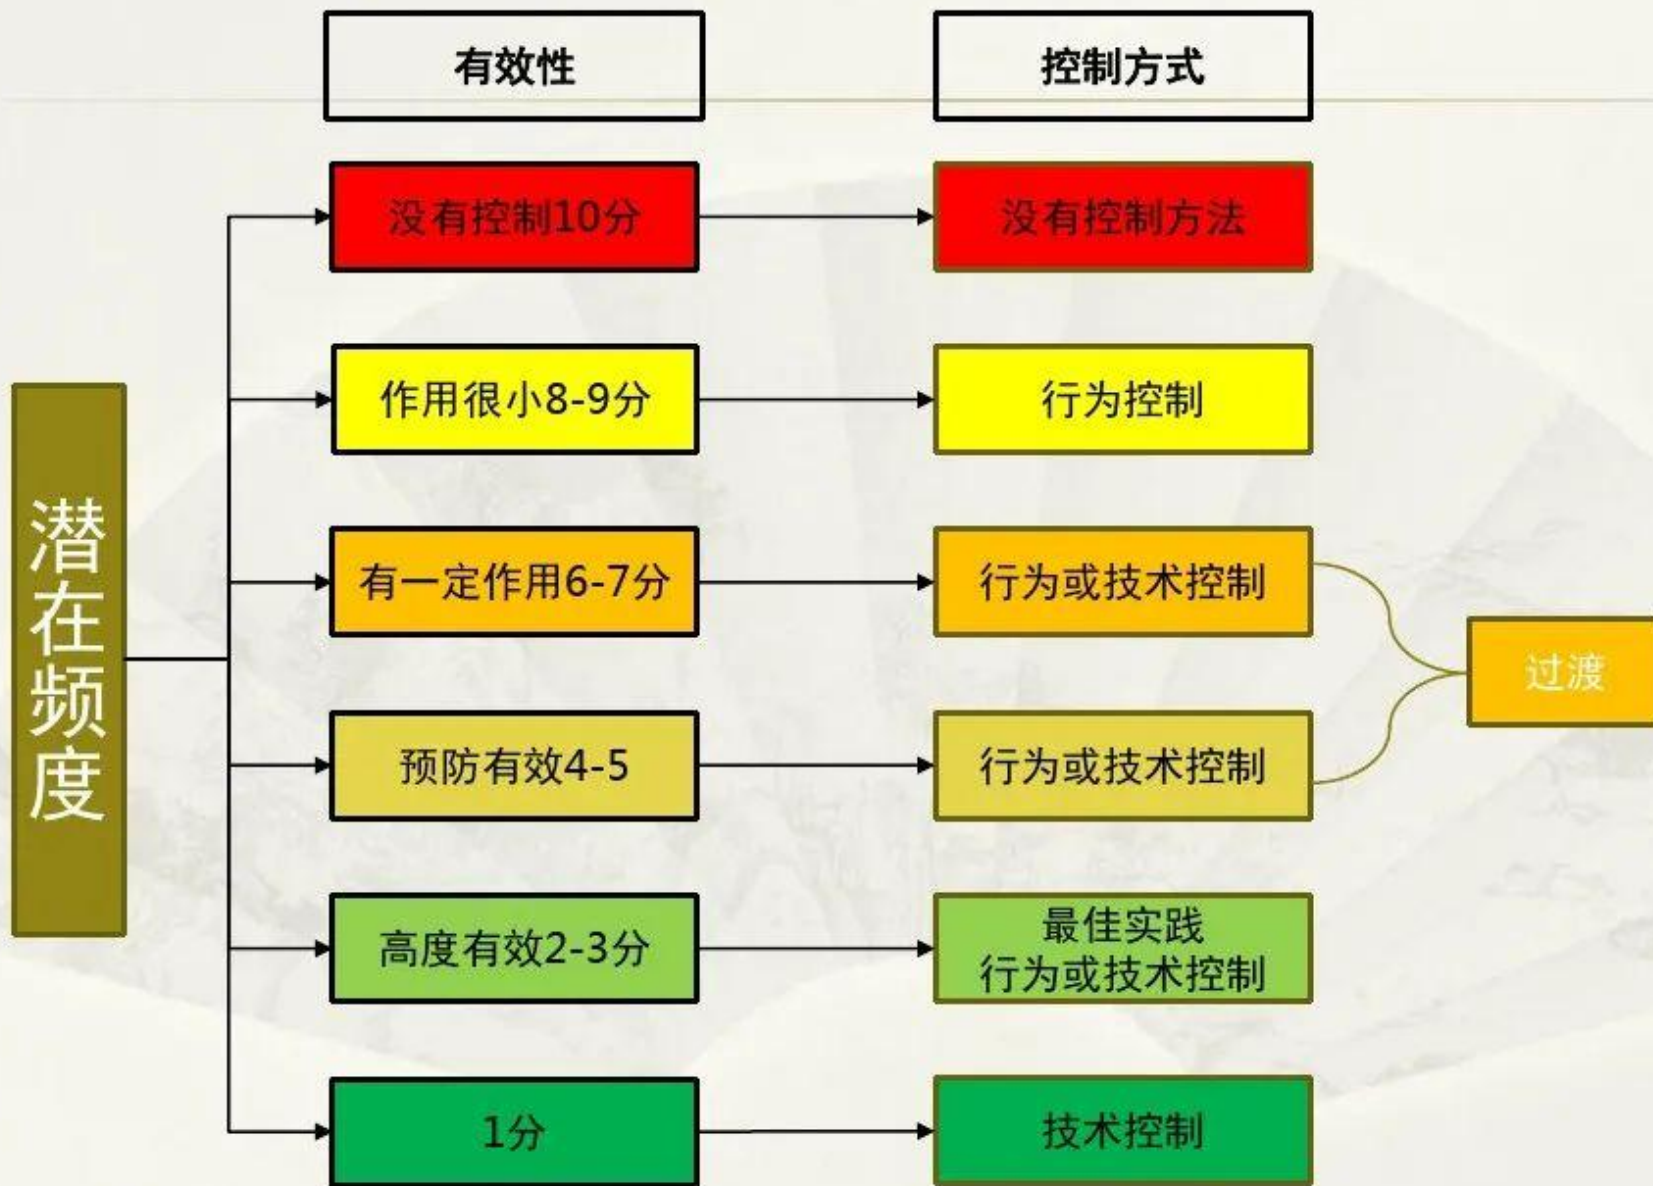 有效性
控制方式
没有控制10分
没有控制方法
作用很小8-9分
行为控制
潜在频度
有一定作用6-7分
行为或技术控制
过渡
预防有效4-5
行为或技术控制
高度有效2-3分
最佳实践
行为或技术控制
1分
技术控制